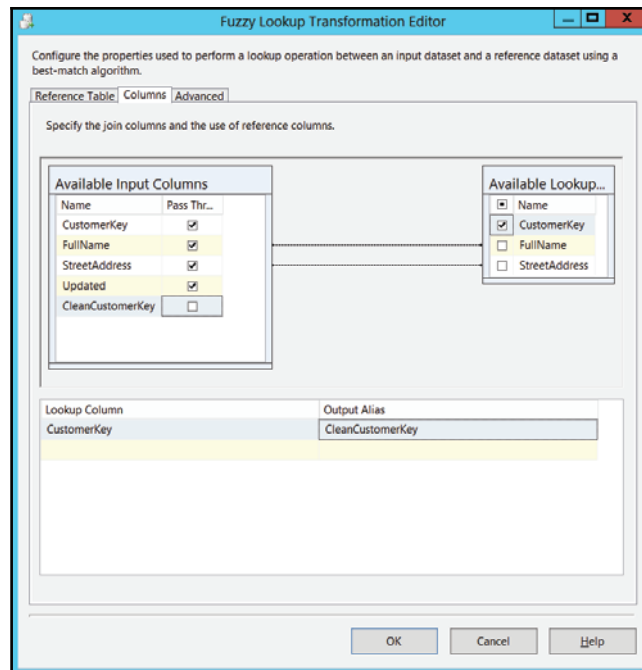 Fuzzy Lookup Transformation Editor
Configure the properties used to perform a lookup operation between an input dataset and a reference dataset using a
best-match algorithm.
Reference Table Columns Advanced
Specify the join columns and the use of reference columns.
Available Input Columns
Name Pass Thr...
CustomerKey
FullName
StreetAddress
Updated
CleanCustomerKey
Available Lookup...
Name
CustomerKey
FullName
StreetAddress
Lookup Column Output Alias
CustomerKey CleanCustomerKey
OK Cancel Help